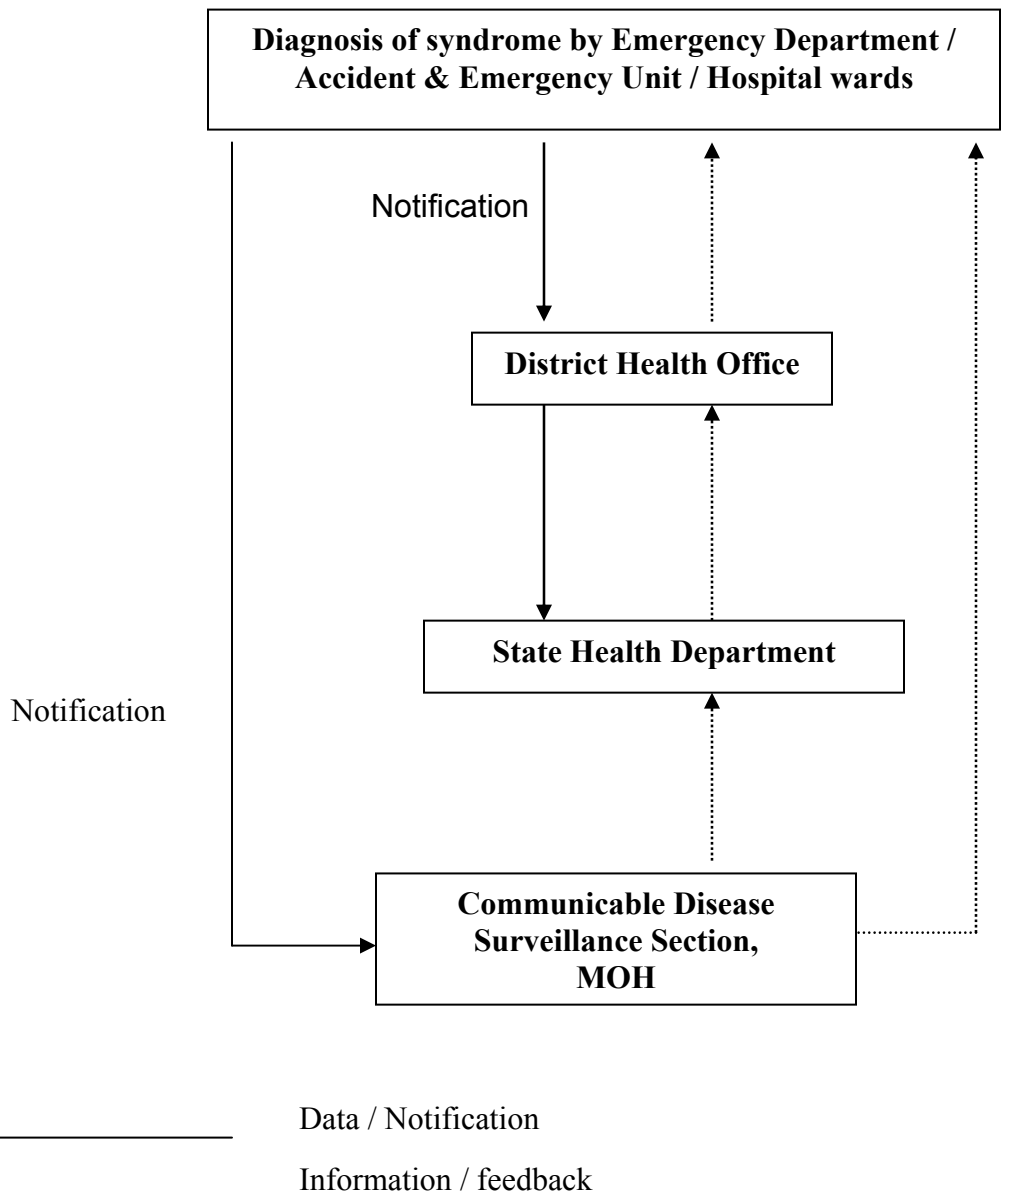 Diagnosis of syndrome by Emergency Department /
Accident & Emergency Unit / Hospital wards
Notification
District Health Office
State Health Department
Notification
Communicable Disease
Surveillance Section,
MOH
Data / Notification
Information / feedback